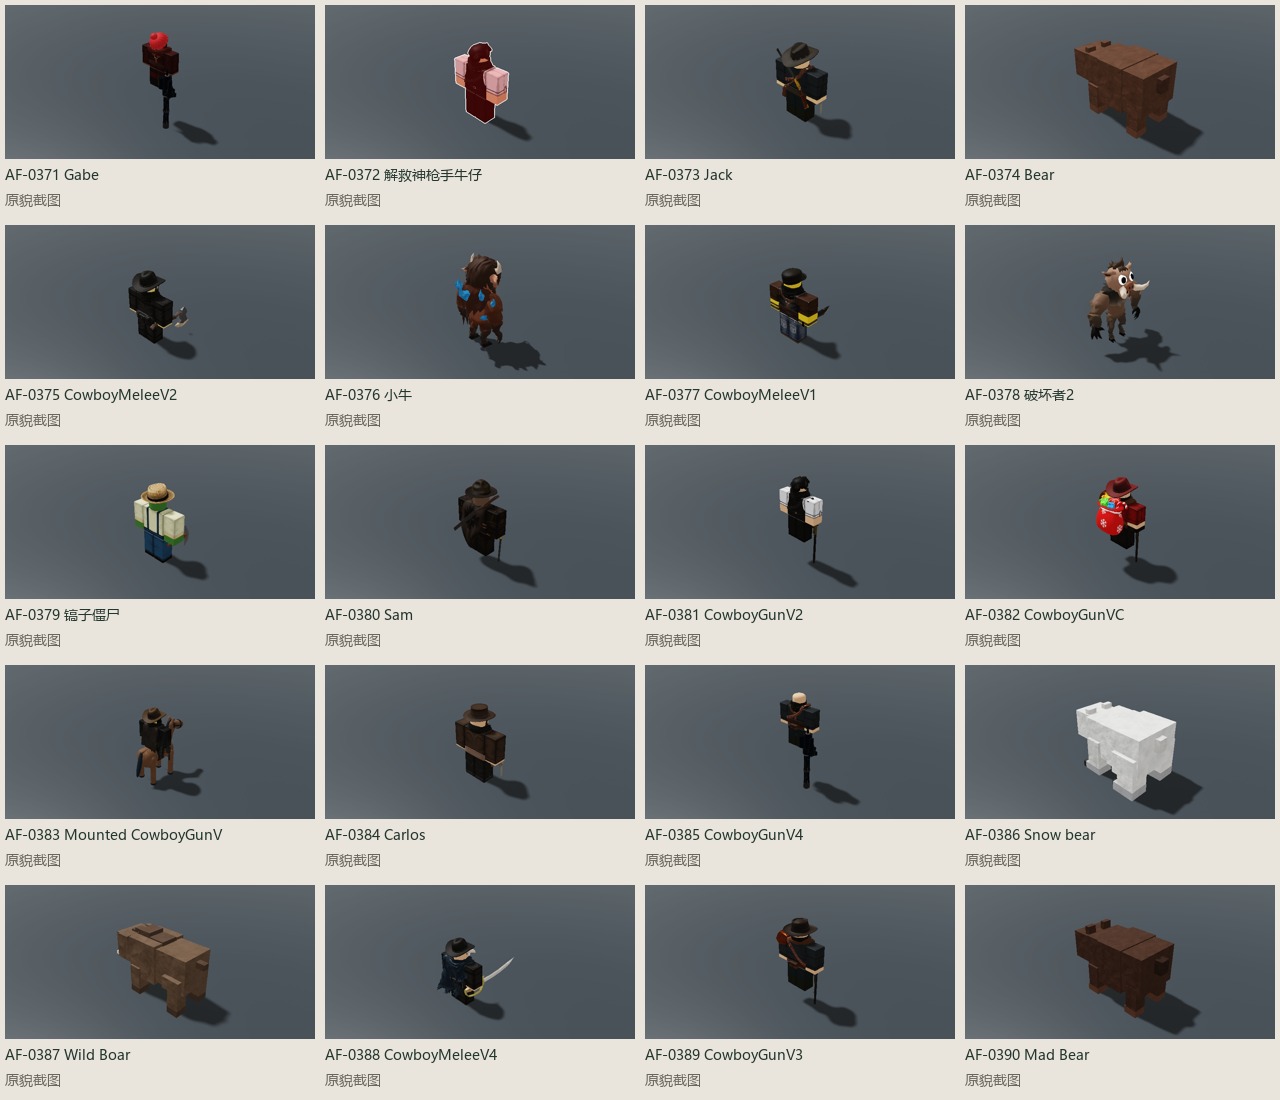 AF-0371 Gabe
原貌截图
AF-0372 解救神枪手牛仔
原貌截图
AF-0373 Jack
原貌截图
AF-0374 Bear
原貌截图
AF-0375 CowboyMeleeV2
原貌截图
AF-0376 小牛
原貌截图
AF-0377 CowboyMeleeV1
原貌截图
AF-0378 破坏者2
原貌截图
AF-0379 镐子僵尸
原貌截图
AF-0380 Sam
原貌截图
AF-0381 CowboyGunV2
原貌截图
AF-0382 CowboyGunVC
原貌截图
AF-0383 Mounted CowboyGunV
原貌截图
AF-0384 Carlos
原貌截图
AF-0385 CowboyGunV4
原貌截图
AF-0386 Snow bear
原貌截图
AF-0387 Wild Boar
原貌截图
AF-0388 CowboyMeleeV4
原貌截图
AF-0389 CowboyGunV3
原貌截图
AF-0390 Mad Bear
原貌截图